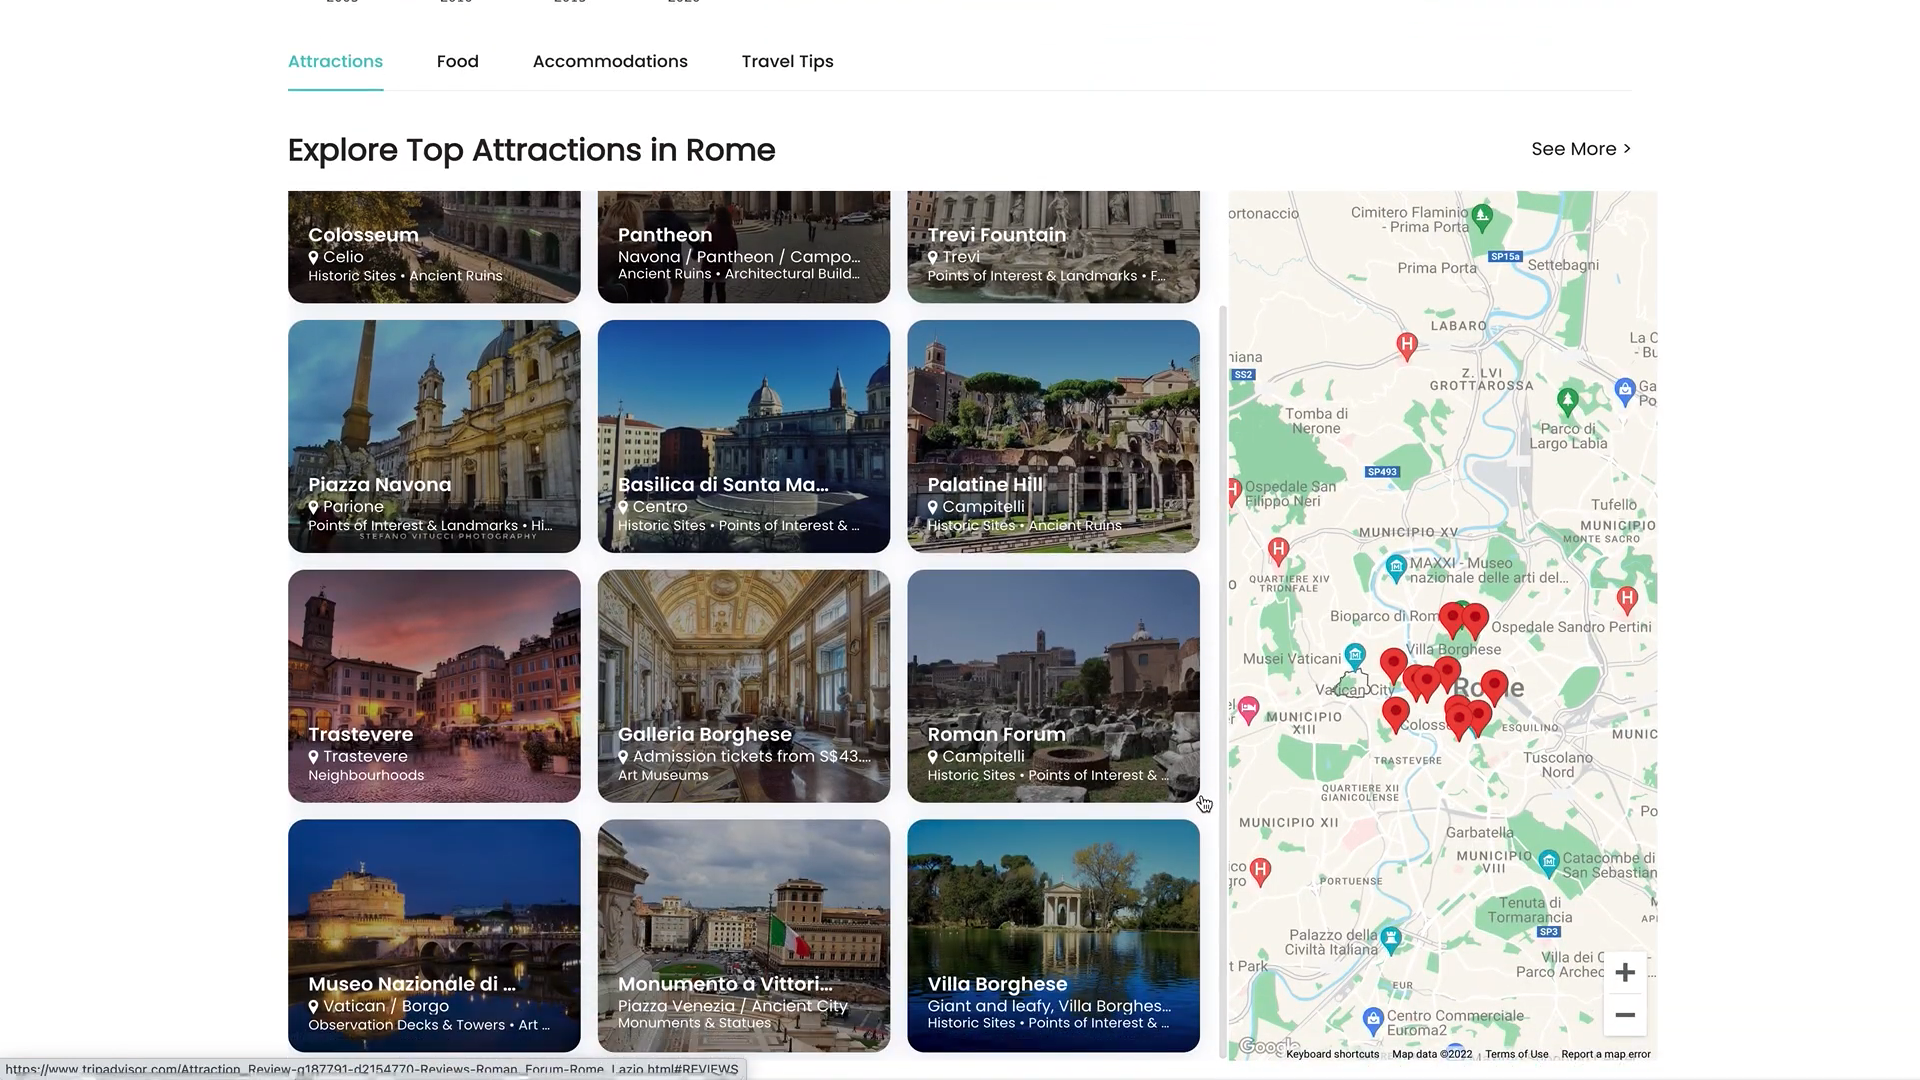 Attractions
Food
Accommodations
Travel Tips
Explore Top Attractions in Rome
See More >
Colosseum
Celio
Historic Sites • Ancient Ruins
Pantheon
Navona / Pantheon / Campo...
Ancient Ruins • Architectural Build...
Trevi Fountain
Trevi
Points of Interest & Landmarks • F...
Piazza Navona
Parione
Points of Interest & Landmarks • Hi...
STEFANO VITUCCI PHOTOGRAPHY
Basilica di Santa Ma...
Centro
Historic Sites • Points of Interest & ...
Palatine Hill
Campitelli
Historic Sites • Ancient Ruins
Trastevere
Trastevere
Neighbourhoods
Galleria Borghese
Admission tickets from S$43....
Art Museums
Roman Forum
Campitelli
Historic Sites • Points of Interest & ...
Museo Nazionale di ...
Vatican / Borgo
Observation Decks & Towers • Art ...
Monumento a Vittori...
Piazza Venezia / Ancient City
Monuments & Statues
Villa Borghese
Giant and leafy, Villa Borghes...
Historic Sites • Points of Interest & ...
ortonaccio
Cimitero Flaminio
- Prima Porta
SP15a
Prima Porta
Settebagni
LABARO
La C
- Bu
H
niana
SS2
Z. LVI
GROTTAROSSA
Ga
Po
Tomba di
Nerone
Parco di
Largo Labia
SP493
Ospedale San
Filippo Neri
Tufello
MUNICIPIO XV
MUNICIPIO
MONTE SACRO
H
MAXXI - Museo
nazionale delle arti del...
QUARTIERE XIV
TRIONFALE
H
Bioparco di Rom
Ospedale Sandro Pertini
Villa Borghese
Musei Vaticani
Vatican City
Rome
MUNICIPIO
XIII
Coloss
ESQUILINO
MUNIC
TRASTEVERE
Tuscolano
Nord
QUARTIERE XII
GIANICOLENSE
MUNICIPIO XII
Garbatella
MUNICIPIO
VIII
Catacombe di
San Sebastian
ico
gro
H
PORTUENSE
Tenuta di
Tormarancia
SP3
Palazzo della
Civiltà Italiana
Villa dei Q
Parco Archeo
t Park
EUR
Centro Commerciale
Euroma2
+
−
Google
Keyboard shortcuts
Map data ©2022
Terms of Use
Report a map error
https://www.tripadvisor.com/Attraction_Review-g187791-d2154770-Reviews-Roman_Forum-Rome_Lazio.html#REVIEWS